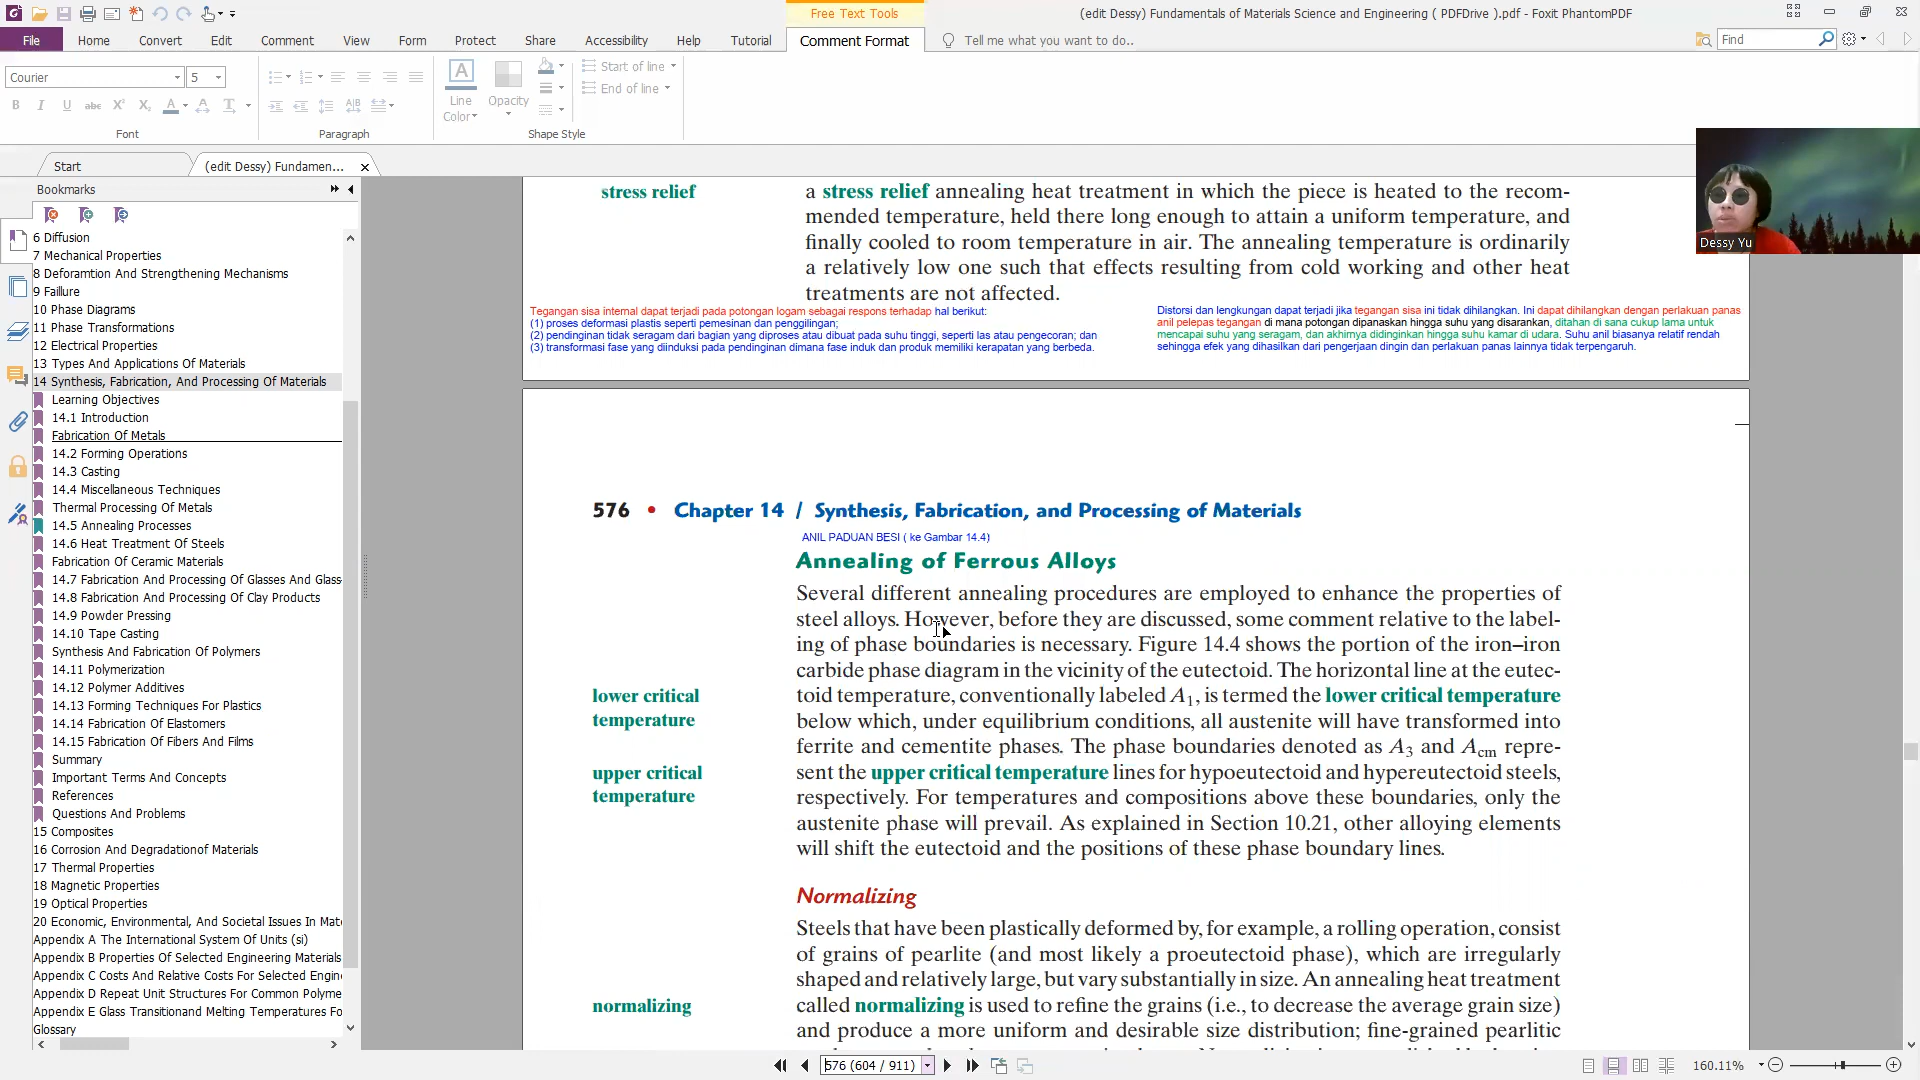 Free Text Tools
(edit Dessy) Fundamentals of Materials Science and Engineering ( PDFDrive ).pdf - Foxit PhantomPDF
File Home Convert Edit Comment View Form Protect Share Accessibility Help Tutorial Comment Format Tell me what you want to do.. Find
Courier 5
Start of line
End of line
Line Color
Opacity
Font Paragraph Shape Style
Start
(edit Dessy) Fundamen...
Bookmarks
6 Diffusion
7 Mechanical Properties
8 Deforamtion And Strengthening Mechanisms
9 Failure
10 Phase Diagrams
11 Phase Transformations
12 Electrical Properties
13 Types And Applications Of Materials
14 Synthesis, Fabrication, And Processing Of Materials
Learning Objectives
14.1 Introduction
Fabrication Of Metals
14.2 Forming Operations
14.3 Casting
14.4 Miscellaneous Techniques
Thermal Processing Of Metals
14.5 Annealing Processes
14.6 Heat Treatment Of Steels
Fabrication Of Ceramic Materials
14.7 Fabrication And Processing Of Glasses And Glass
14.8 Fabrication And Processing Of Clay Products
14.9 Powder Pressing
14.10 Tape Casting
Synthesis And Fabrication Of Polymers
14.11 Polymerization
14.12 Polymer Additives
14.13 Forming Techniques For Plastics
14.14 Fabrication Of Elastomers
14.15 Fabrication Of Fibers And Films
Summary
Important Terms And Concepts
References
Questions And Problems
15 Composites
16 Corrosion And Degradationof Materials
17 Thermal Properties
18 Magnetic Properties
19 Optical Properties
20 Economic, Environmental, And Societal Issues In Mat
Appendix A The International System Of Units (si)
Appendix B Properties Of Selected Engineering Materials
Appendix C Costs And Relative Costs For Selected Engin
Appendix D Repeat Unit Structures For Common Polyme
Appendix E Glass Transitionand Melting Temperatures Fo
Glossary
stress relief
a stress relief annealing heat treatment in which the piece is heated to the recom-
mended temperature, held there long enough to attain a uniform temperature, and
finally cooled to room temperature in air. The annealing temperature is ordinarily
a relatively low one such that effects resulting from cold working and other heat
treatments are not affected.
Tegangan sisa internal dapat terjadi pada potongan logam sebagai respons terhadap hal berikut:
(1) proses deformasi plastis seperti pemesinan dan penggilingan;
(2) pendinginan tidak seragam dari bagian yang diproses atau dibuat pada suhu tinggi, seperti las atau pengecoran; dan
(3) transformasi fase yang diinduksi pada pendinginan dimana fase induk dan produk memiliki kerapatan yang berbeda.
Distorsi dan lengkungan dapat terjadi jika tegangan sisa ini tidak dihilangkan. Ini dapat dihilangkan dengan perlakuan panas
anil pelepas tegangan di mana potongan dipanaskan hingga suhu yang disarankan, ditahan di sana cukup lama untuk
mencapai suhu yang seragam, dan akhirnya didinginkan hingga suhu kamar di udara. Suhu anil biasanya relatif rendah
sehingga efek yang dihasilkan dari pengerjaan dingin dan perlakuan panas lainnya tidak terpengaruh.
Dessy Yu
576 • Chapter 14 / Synthesis, Fabrication, and Processing of Materials
ANIL PADUAN BESI ( ke Gambar 14.4)
Annealing of Ferrous Alloys
Several different annealing procedures are employed to enhance the properties of
steel alloys. However, before they are discussed, some comment relative to the label-
ing of phase boundaries is necessary. Figure 14.4 shows the portion of the iron–iron
carbide phase diagram in the vicinity of the eutectoid. The horizontal line at the eutec-
toid temperature, conventionally labeled A1, is termed the lower critical temperature
below which, under equilibrium conditions, all austenite will have transformed into
ferrite and cementite phases. The phase boundaries denoted as A3 and Acm repre-
sent the upper critical temperature lines for hypoeutectoid and hypereutectoid steels,
respectively. For temperatures and compositions above these boundaries, only the
austenite phase will prevail. As explained in Section 10.21, other alloying elements
will shift the eutectoid and the positions of these phase boundary lines.
lower critical
temperature
upper critical
temperature
Normalizing
Steels that have been plastically deformed by, for example, a rolling operation, consist
of grains of pearlite (and most likely a proeutectoid phase), which are irregularly
shaped and relatively large, but vary substantially in size. An annealing heat treatment
called normalizing is used to refine the grains (i.e., to decrease the average grain size)
and produce a more uniform and desirable size distribution; fine-grained pearlitic
normalizing
576 (604 / 911)
160.11%